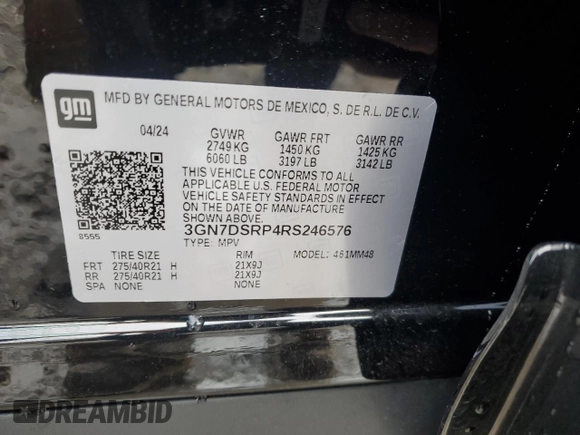 gm MFD BY GENERAL MOTORS DE MEXICO, S. DE R.L. DE C.V.
04/24 GVWR GAWR FRT GAWR RR
2749 KG 1450 KG 1425 KG
6060 LB 3197 LB 3142 LB
THIS VEHICLE CONFORMS TO ALL
APPLICABLE U.S. FEDERAL MOTOR
VEHICLE SAFETY STANDARDS IN EFFECT
ON THE DATE OF MANUFACTURE
SHOWN ABOVE.
8555 3GN7DSRP4RS246576
TYPE: MPV MODEL: 461MM48
TIRE SIZE RIM
FRT 275/40R21 H 21X9J
RR 275/40R21 H 21X9J
SPA NONE NONE
DREAMBID